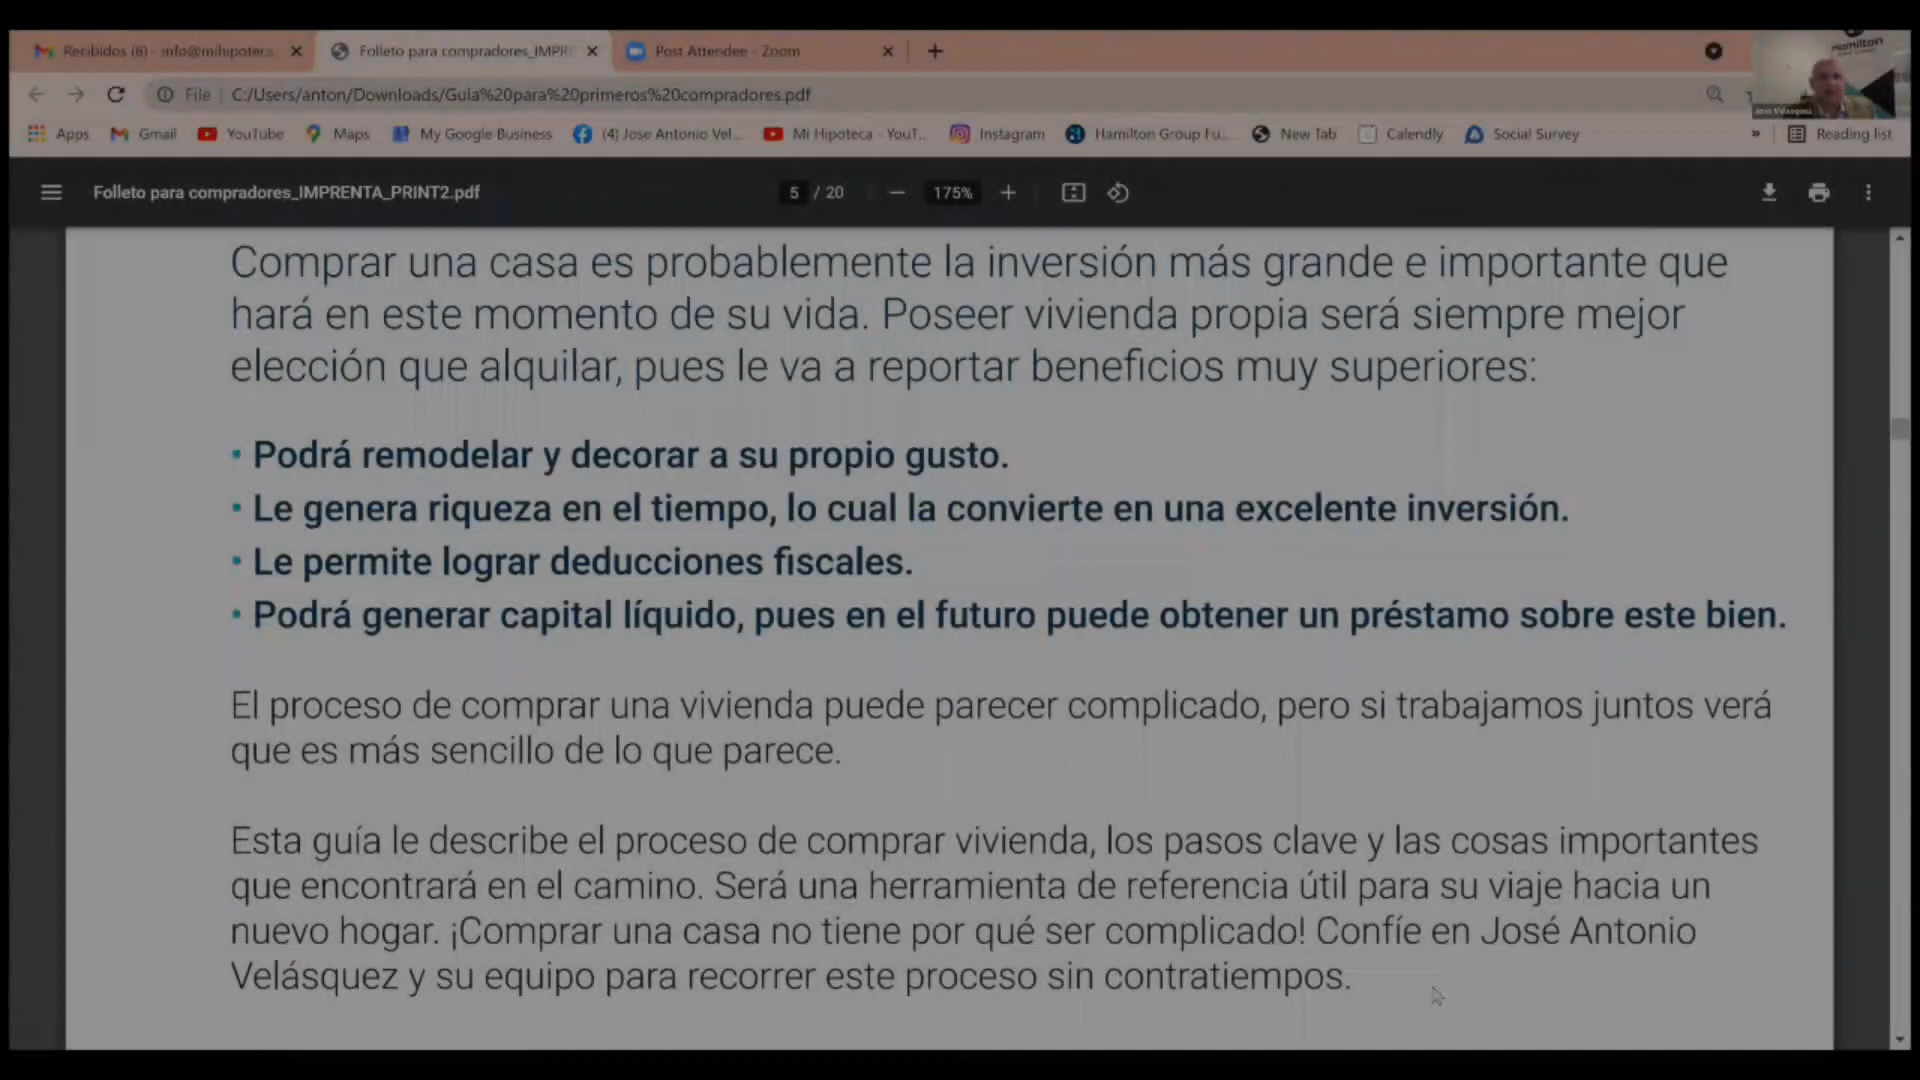 Recibidos (6) - info@mihipotec
Folleto para compradores_IMPR
Post Attendee - Zoom
Hamilton
File
C:/Users/anton/Downloads/Guia%20para%20primeros%20compradores.pdf
Apps
Gmail
YouTube
Maps
My Google Business
(4) Jose Antonio Vel...
Mi Hipoteca - YouT...
Instagram
Hamilton Group Fu...
New Tab
Calendly
Social Survey
»
Reading list
Folleto para compradores_IMPRENTA_PRINT2.pdf
5 / 20
175%
Comprar una casa es probablemente la inversión más grande e importante que
hará en este momento de su vida. Poseer vivienda propia será siempre mejor
elección que alquilar, pues le va a reportar beneficios muy superiores:
• Podrá remodelar y decorar a su propio gusto.
• Le genera riqueza en el tiempo, lo cual la convierte en una excelente inversión.
• Le permite lograr deducciones fiscales.
• Podrá generar capital líquido, pues en el futuro puede obtener un préstamo sobre este bien.
El proceso de comprar una vivienda puede parecer complicado, pero si trabajamos juntos verá
que es más sencillo de lo que parece.
Esta guía le describe el proceso de comprar vivienda, los pasos clave y las cosas importantes
que encontrará en el camino. Será una herramienta de referencia útil para su viaje hacia un
nuevo hogar. ¡Comprar una casa no tiene por qué ser complicado! Confíe en José Antonio
Velásquez y su equipo para recorrer este proceso sin contratiempos.